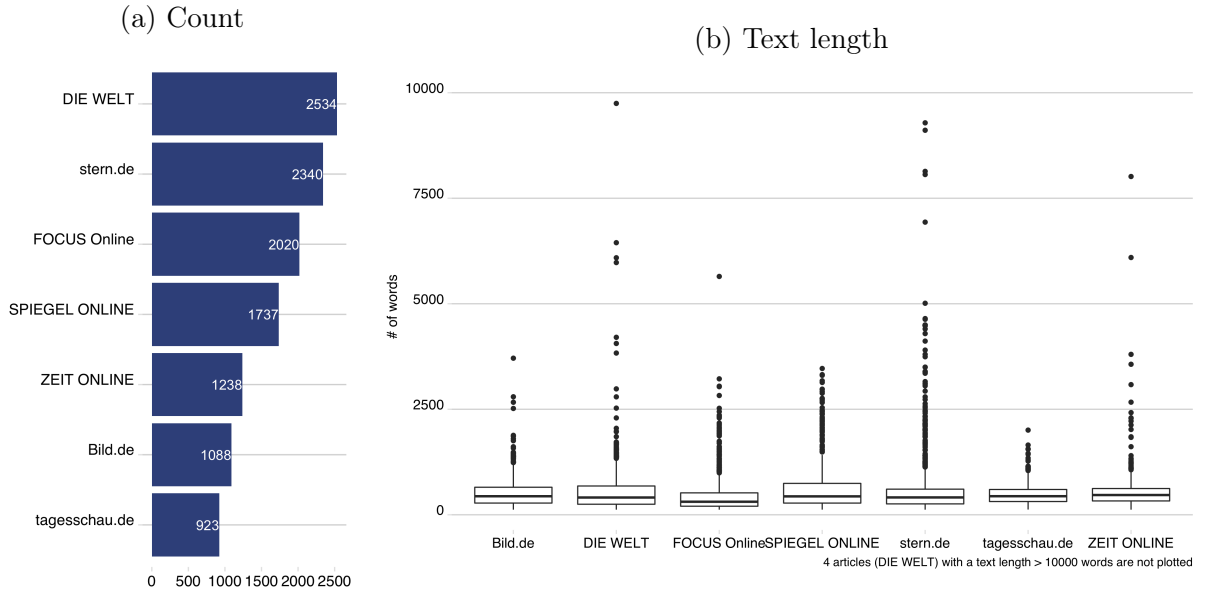 (a) Count
DIE WELT
2534
stern.de
2340
FOCUS Online
2020
SPIEGEL ONLINE
1737
ZEIT ONLINE
1238
Bild.de
1088
tagesschau.de
923
0 500 1000 1500 2000 2500
(b) Text length
# of words
10000
7500
5000
2500
0
Bild.de DIE WELT FOCUS Online SPIEGEL ONLINE stern.de tagesschau.de ZEIT ONLINE
4 articles (DIE WELT) with a text length > 10000 words are not plotted